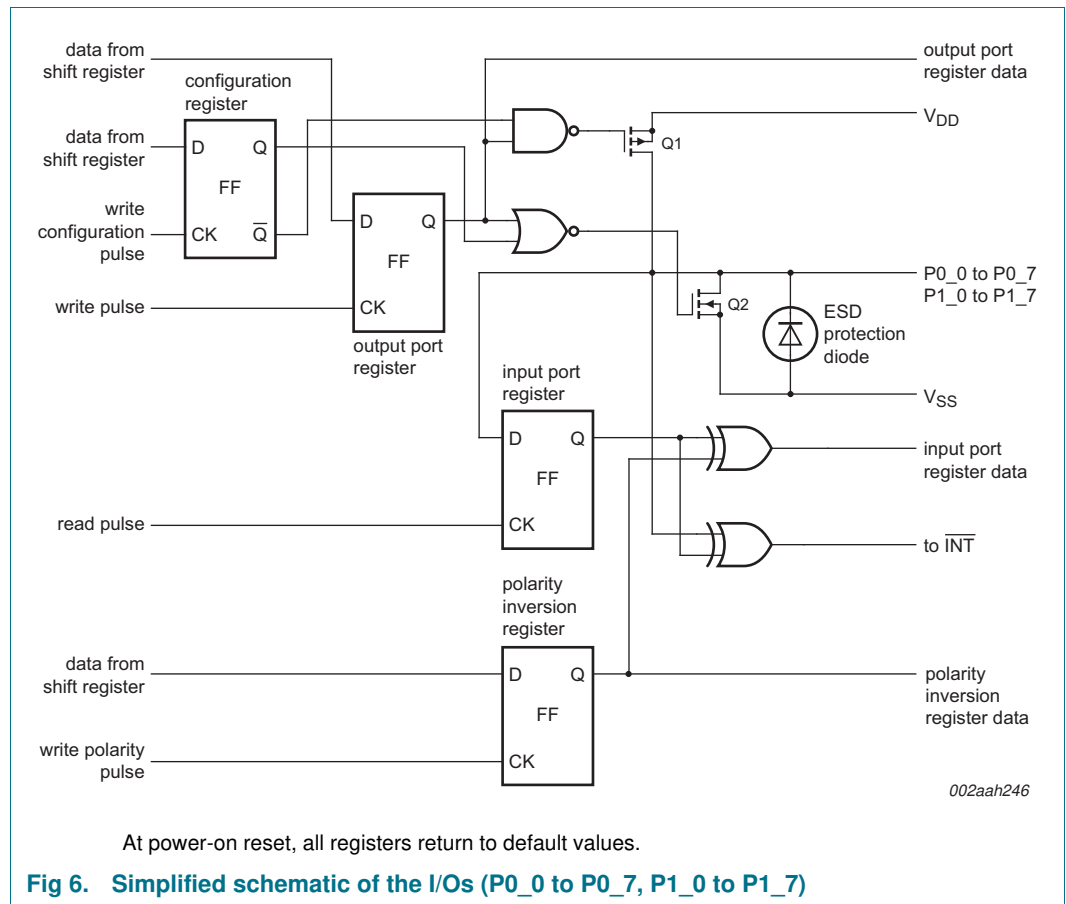 data from
shift register
output port
register data
configuration
register
V_DD
data from
shift register
D
Q
Q1
FF
write
configuration
pulse
CK
Q̅
D
Q
FF
P0_0 to P0_7
P1_0 to P1_7
Q2
ESD
protection
diode
write pulse
CK
output port
register
input port
register
V_SS
D
Q
input port
register data
FF
read pulse
CK
to I̅N̅T̅
polarity
inversion
register
data from
shift register
D
Q
polarity
inversion
register data
FF
write polarity
pulse
CK
002aah246
At power-on reset, all registers return to default values.
Fig 6. Simplified schematic of the I/Os (P0_0 to P0_7, P1_0 to P1_7)